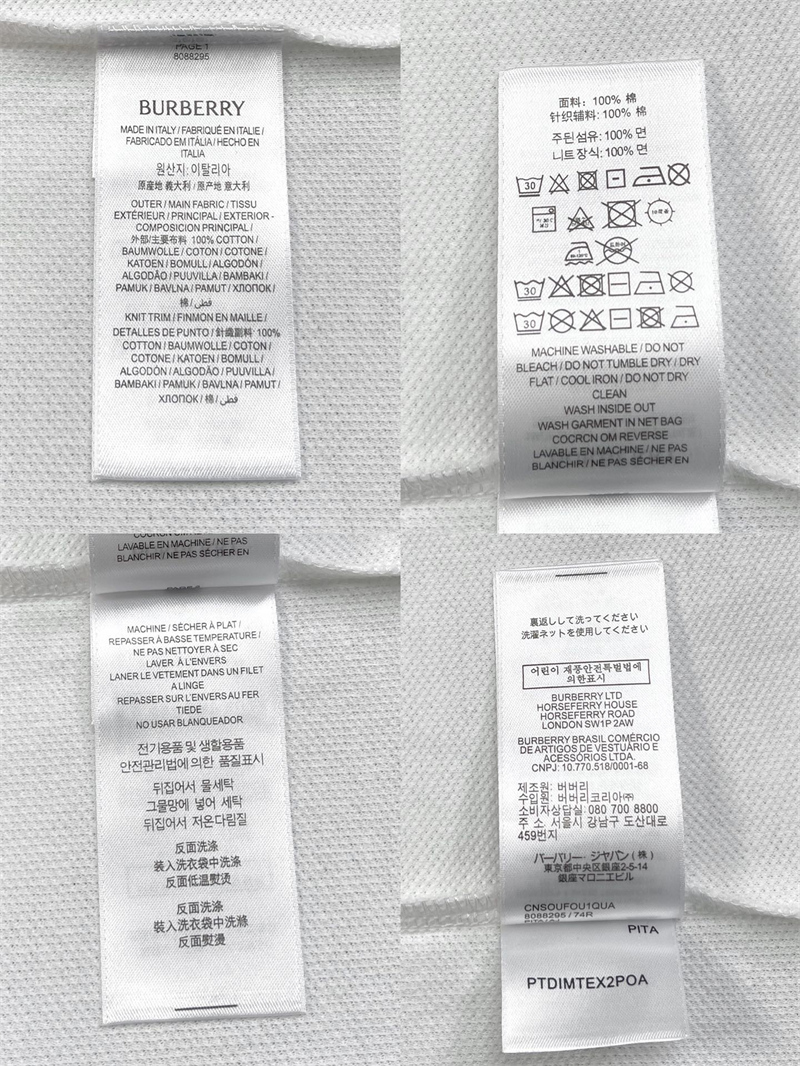 PAGE 1
8088295
BURBERRY
MADE IN ITALY / FABRIQUÉ EN ITALIE /
FABRICADO EM ITÁLIA / HECHO EN
ITALIA
원산지: 이탈리아
原産地 義大利 / 原产地 意大利
OUTER / MAIN FABRIC / TISSU
EXTÉRIEUR / PRINCIPAL / EXTERIOR -
COMPOSICION PRINCIPAL /
外部/主要布料 100% COTTON /
BAUMWOLLE / COTON / COTONE /
KATOEN / BOMULL / ALGODÓN /
ALGODÃO / PUUVILLA / BAMBAKI /
PAMUK / BAVLNA / PAMUT / ХЛОПОК /
棉 / قطن /
KNIT TRIM / FINMON EN MAILLE /
DETALLES DE PUNTO / 針織副料 100%
COTTON / BAUMWOLLE / COTON /
COTONE / KATOEN / BOMULL /
ALGODÓN / ALGODÃO / PUUVILLA /
BAMBAKI / PAMUK / BAVLNA / PAMUT /
ХЛОПОК / 棉 / قطن /
面料: 100% 棉
针织辅料: 100% 棉
주된섬유: 100% 면
니트장식: 100% 면
30
30
30
MACHINE WASHABLE / DO NOT
BLEACH / DO NOT TUMBLE DRY / DRY
FLAT / COOL IRON / DO NOT DRY
CLEAN
WASH INSIDE OUT
WASH GARMENT IN NET BAG
COCRCN OM REVERSE
LAVABLE EN MACHINE / NE PAS
BLANCHIR / NE PAS SÉCHER EN
LAVABLE EN MACHINE / NE PAS
BLANCHIR / NE PAS SÉCHER EN
MACHINE / SÉCHER À PLAT /
REPASSER À BASSE TEMPERATURE /
NE PAS NETTOYER À SEC
LAVER À L'ENVERS
LANER LE VETEMENT DANS UN FILET
A LINGE
REPASSER SUR L'ENVERS AU FER
TIEDE
NO USAR BLANQUEADOR
전기용품 및 생활용품
안전관리법에 의한 품질표시
뒤집어서 물세탁
그물망에 넣어 세탁
뒤집어서 저온다림질
反面洗涤
装入洗衣袋中洗涤
反面低温熨烫
反面洗滌
裝入洗衣袋中洗滌
反面熨燙
裏返しして洗ってください
洗濯ネットを使用してください
어린이 제품안전특별법에
의한표시
BURBERRY LTD
HORSEFERRY HOUSE
HORSEFERRY ROAD
LONDON SW1P 2AW
BURBERRY BRASIL COMÉRCIO
DE ARTIGOS DE VESTUÁRIO E
ACESSÓRIOS LTDA.
CNPJ: 10.770.518/0001-68
제조원: 버버리
수입원: 버버리코리아㈜
소비자상담실: 080 700 8800
주 소. 서울시 강남구 도산대로
459번지
バーバリー・ジャパン (株)
東京都中央区銀座2-5-14
銀座マロニエビル
CNSOUFOU1QUA
8088295 / 74R
PITA
PTDIMTEX2POA